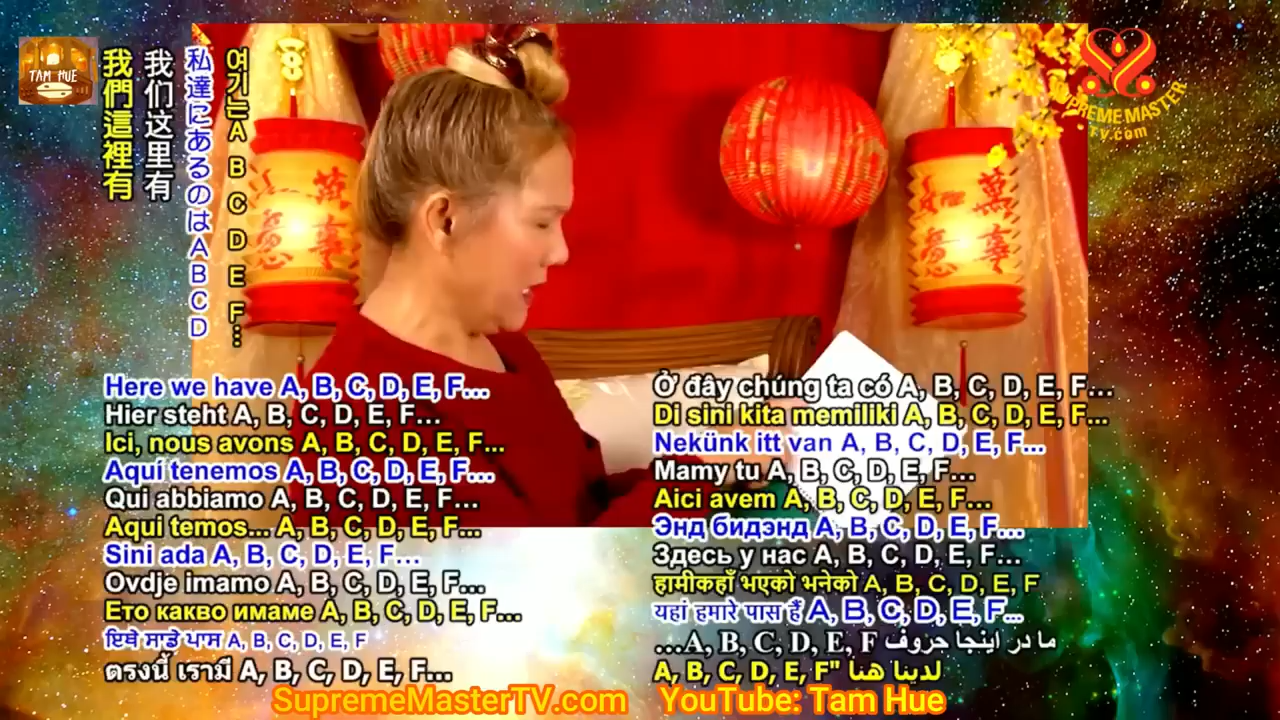 TAM HUE
我們這裡有
我们这里有
私達にあるのはA B C D
여기는 A B C D E F...
萬事
萬事
SUPREME MASTER
TV.com
Here we have A, B, C, D, E, F...
Hier steht A, B, C, D, E, F...
Ici, nous avons A, B, C, D, E, F...
Aquí tenemos A, B, C, D, E, F...
Qui abbiamo A, B, C, D, E, F...
Aqui temos... A, B, C, D, E, F...
Sini ada A, B, C, D, E, F...
Ovdje imamo A, B, C, D, E, F...
Ето какво имаме A, B, C, D, E, F...
ਇਥੇ ਸਾਡੇ ਪਾਸ A, B, C, D, E, F
ตรงนี้ เรามี A, B, C, D, E, F...
Ở đây chúng ta có A, B, C, D, E, F...
Di sini kita memiliki A, B, C, D, E, F...
Nekünk itt van A, B, C, D, E, F...
Mamy tu A, B, C, D, E, F...
Aici avem A, B, C, D, E, F...
Энд бидэнд A, B, C, D, E, F...
Здесь у нас A, B, C, D, E, F...
हामीकहाँ भएको भनेको A, B, C, D, E, F
यहां हमारे पास हैं A, B, C, D, E, F...
ما در اینجا حروف A, B, C, D, E, F...
لدينا هنا "A, B, C, D, E, F
SupremeMasterTV.com YouTube: Tam Hue